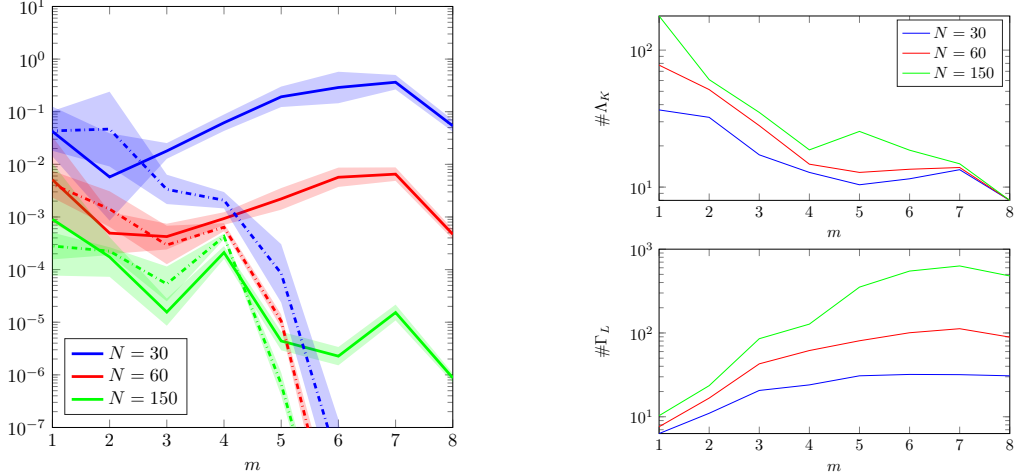 10^1
10^0
10^−1
10^−2
10^−3
10^−4
10^−5
10^−6
10^−7
N = 30
N = 60
N = 150
1 2 3 4 5 6 7 8
m
#Λ_K
10^2
10^1
N = 30
N = 60
N = 150
1 2 3 4 5 6 7 8
m
#Γ_L
10^3
10^2
10^1
1 2 3 4 5 6 7 8
m